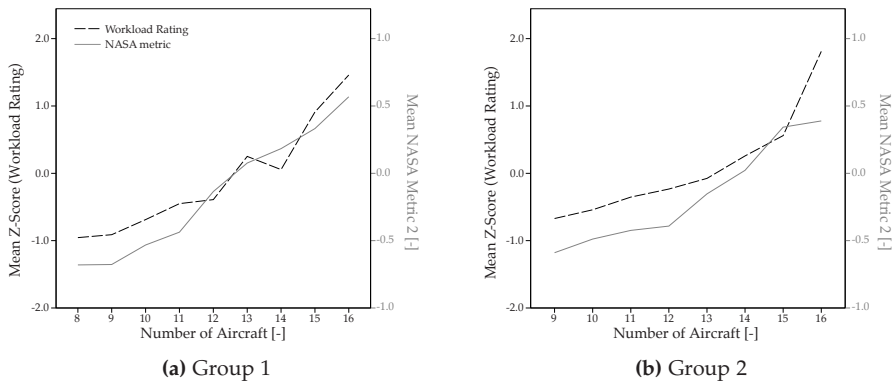 Workload Rating
NASA metric
Mean Z-Score (Workload Rating)
2.0
1.0
0.0
-1.0
-2.0
1.0
0.5
0.0
-0.5
-1.0
Mean NASA
Metric 2 [-]
8 9 10 11 12 13 14 15 16
Number of Aircraft [-]
(a) Group 1
Mean Z-Score (Workload Rating)
2.0
1.0
0.0
-1.0
-2.0
1.0
0.5
0.0
-0.5
-1.0
Mean NASA
Metric 2 [-]
9 10 11 12 13 14 15 16
Number of Aircraft [-]
(b) Group 2